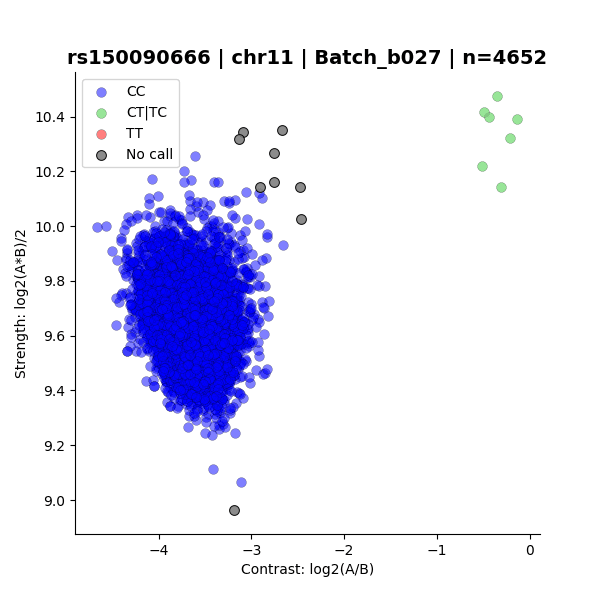 rs150090666 | chr11 | Batch_b027 | n=4652
CC
CT|TC
TT
No call
10.4
10.2
10.0
9.8
9.6
9.4
9.2
9.0
Strength: log2(A*B)/2
−4
−3
−2
−1
0
Contrast: log2(A/B)